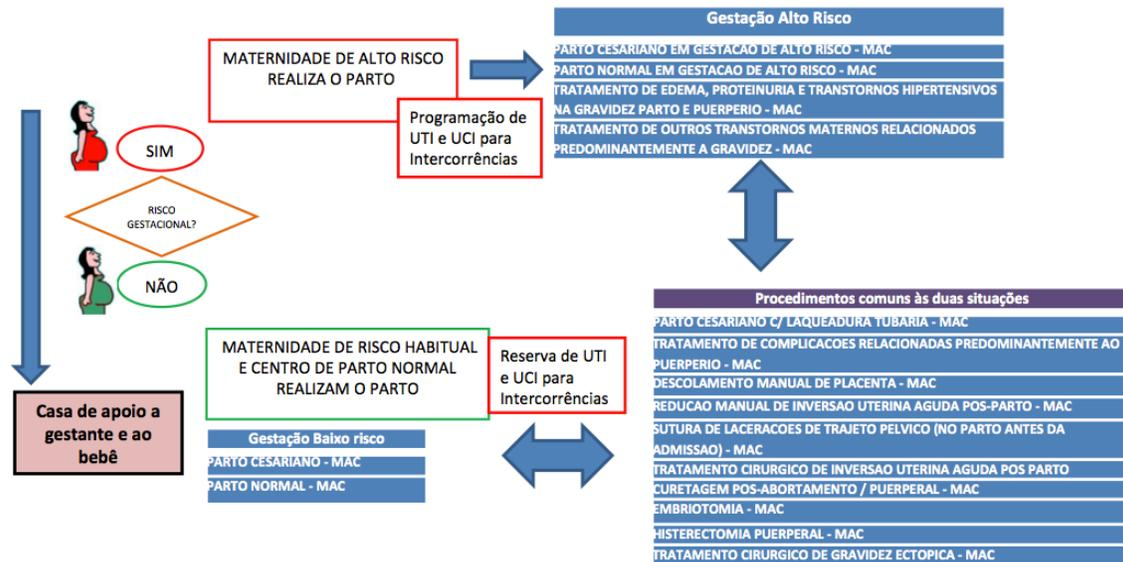 Gestação Alto Risco
MATERNIDADE DE ALTO RISCO
REALIZA O PARTO
PARTO CESARIANO EM GESTACAO DE ALTO RISCO - MAC
PARTO NORMAL EM GESTACAO DE ALTO RISCO - MAC
TRATAMENTO DE EDEMA, PROTEINURIA E TRANSTORNOS HIPERTENSIVOS
NA GRAVIDEZ PARTO E PUERPERIO - MAC
TRATAMENTO DE OUTROS TRANSTORNOS MATERNOS RELACIONADOS
PREDOMINANTEMENTE A GRAVIDEZ - MAC
Programação de
UTI e UCI para
Intercorrências
SIM
RISCO
GESTACIONAL?
NÃO
MATERNIDADE DE RISCO HABITUAL
E CENTRO DE PARTO NORMAL
REALIZAM O PARTO
Reserva de UTI
e UCI para
Intercorrências
Casa de apoio a
gestante e ao
bebê
Gestação Baixo risco
PARTO CESARIANO - MAC
PARTO NORMAL - MAC
Procedimentos comuns às duas situações
PARTO CESARIANO C/ LAQUEADURA TUBARIA - MAC
TRATAMENTO DE COMPLICACOES RELACIONADAS PREDOMINANTEMENTE AO
PUERPERIO - MAC
DESCOLAMENTO MANUAL DE PLACENTA - MAC
REDUCAO MANUAL DE INVERSAO UTERINA AGUDA POS-PARTO - MAC
SUTURA DE LACERACOES DE TRAJETO PELVICO (NO PARTO ANTES DA
ADMISSAO) - MAC
TRATAMENTO CIRURGICO DE INVERSAO UTERINA AGUDA POS PARTO
CURETAGEM POS-ABORTAMENTO / PUERPERAL - MAC
EMBRIOTOMIA - MAC
HISTERECTOMIA PUERPERAL - MAC
TRATAMENTO CIRURGICO DE GRAVIDEZ ECTOPICA - MAC